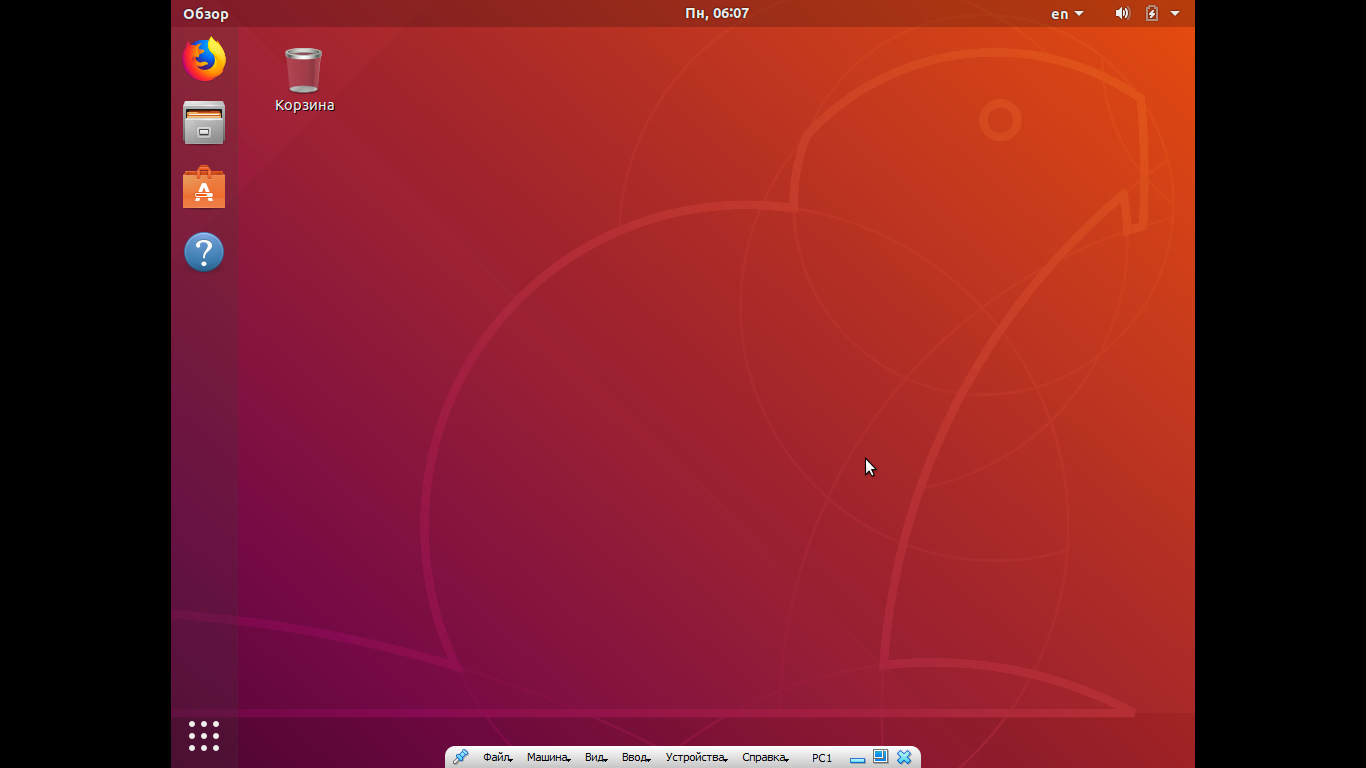 Обзор
Пн, 06:07
en
Корзина
Файл
Машина
Вид
Ввод
Устройства
Справка
PC1